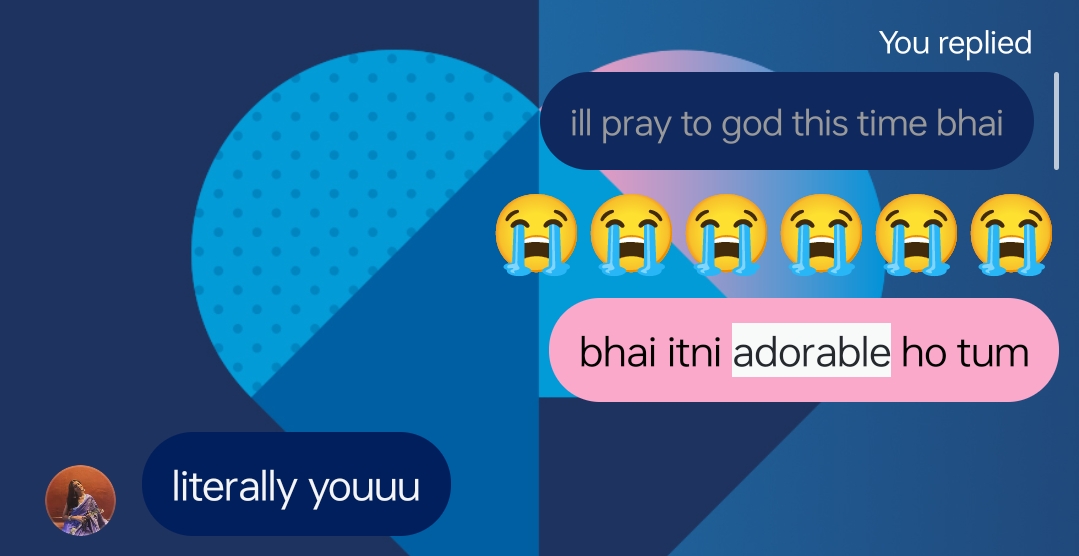 You replied
ill pray to god this time bhai
😭😭😭😭😭😭
bhai itni adorable ho tum
literally youuu